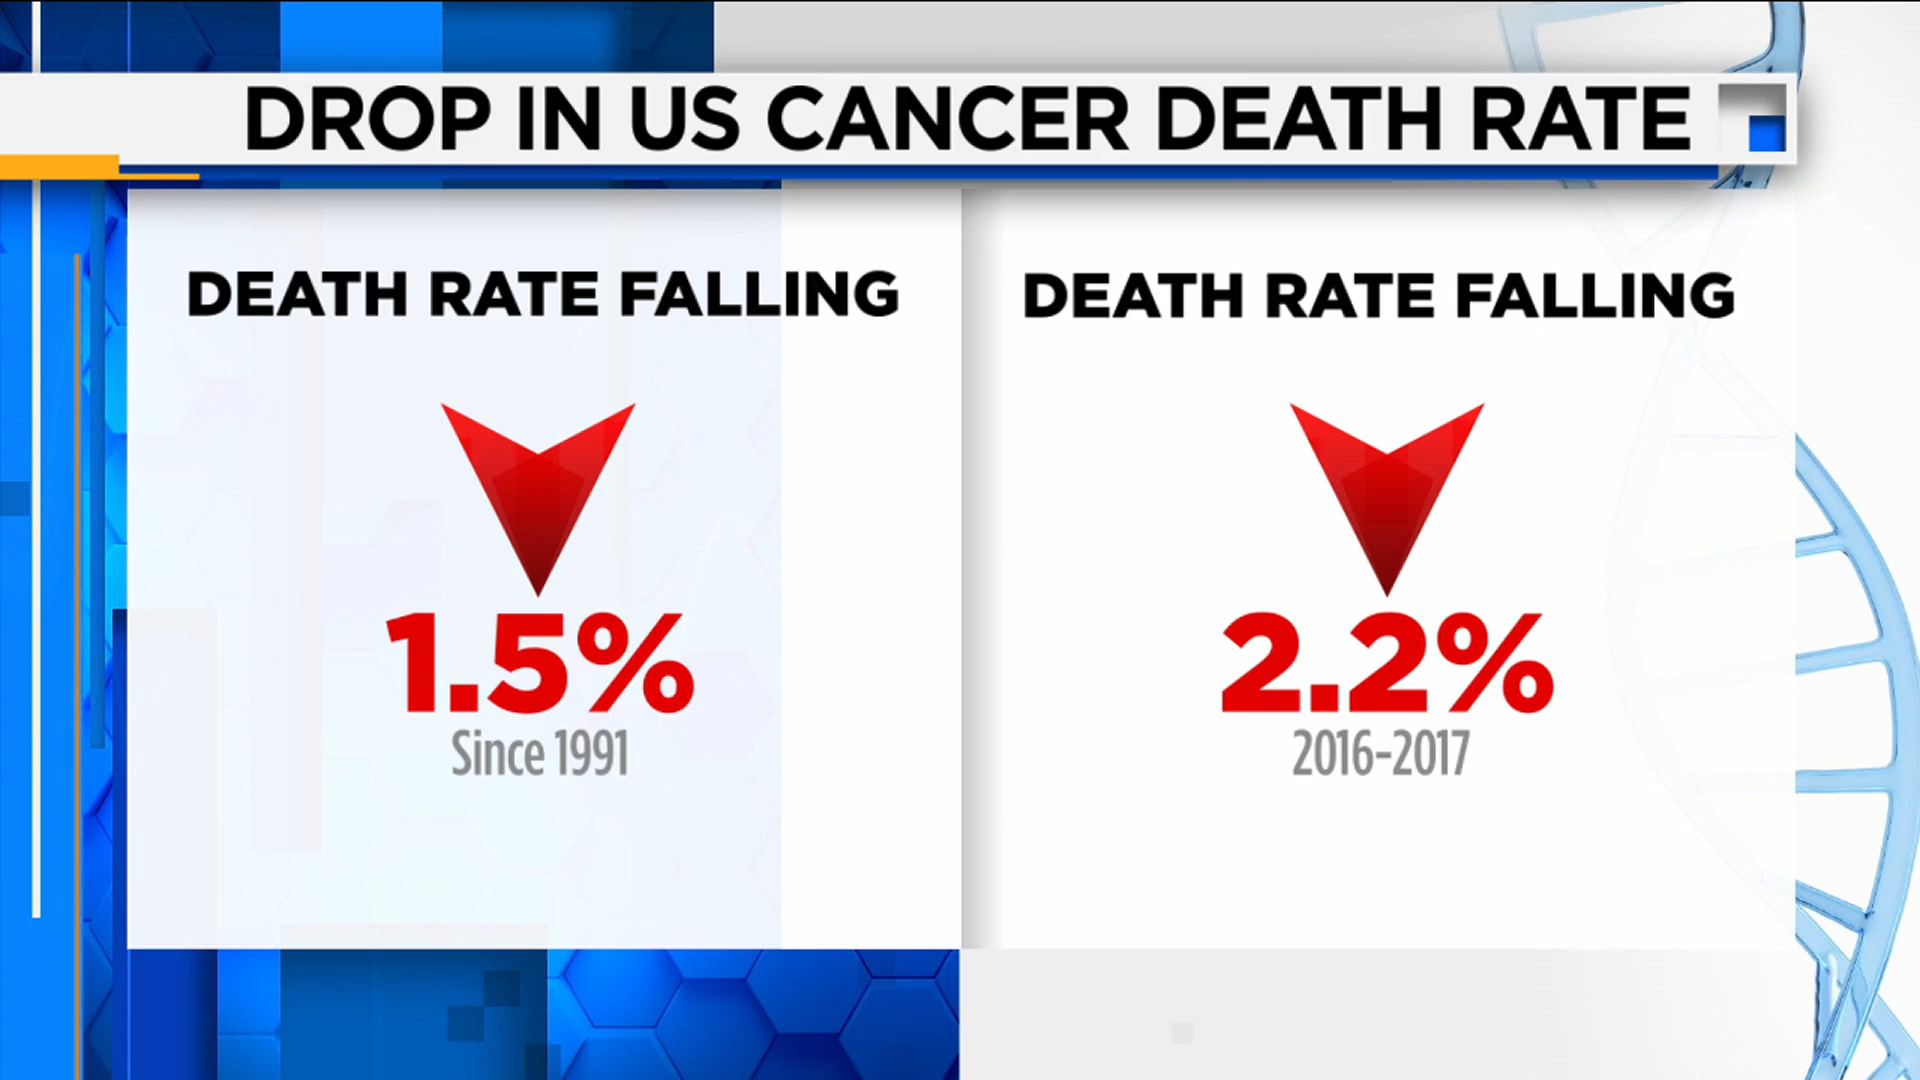 DROP IN US CANCER DEATH RATE
DEATH RATE FALLING
1.5%
Since 1991
DEATH RATE FALLING
2.2%
2016-2017